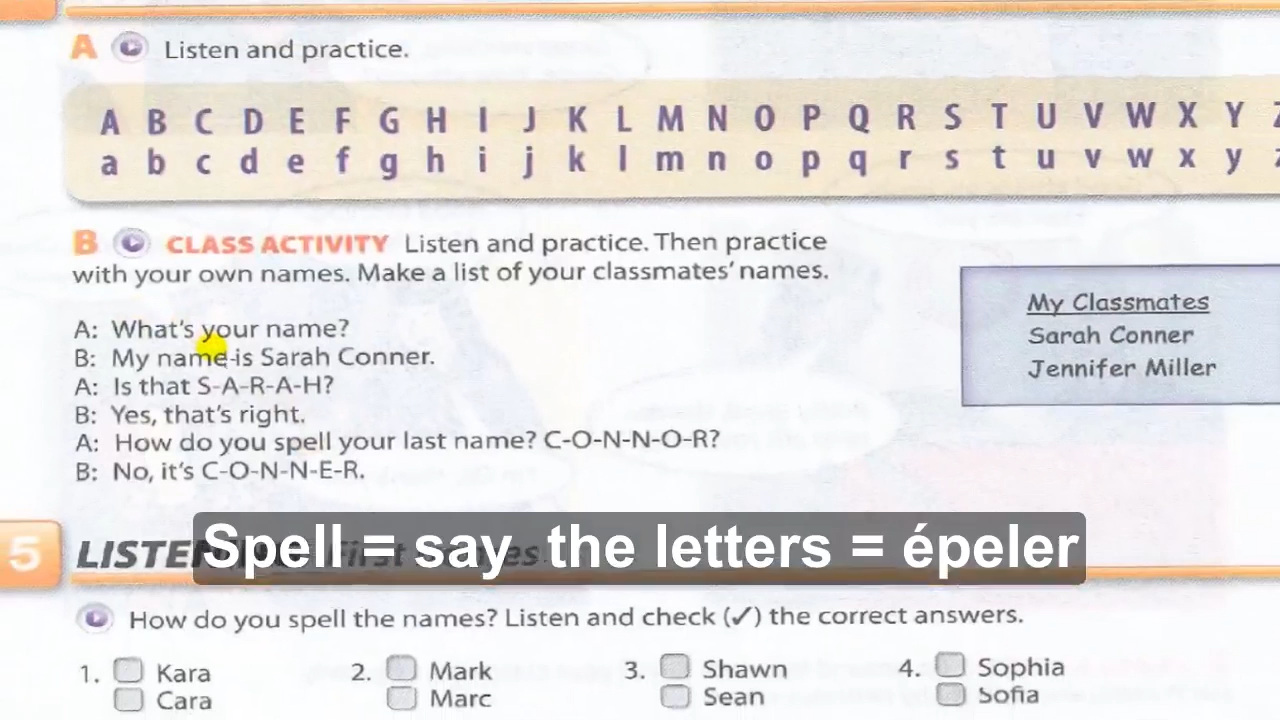 A Listen and practice.
A B C D E F G H I J K L M N O P Q R S T U V W X Y Z
a b c d e f g h i j k l m n o p q r s t u v w x y z
B CLASS ACTIVITY Listen and practice. Then practice
with your own names. Make a list of your classmates' names.
My Classmates
Sarah Conner
Jennifer Miller
A: What's your name?
B: My name is Sarah Conner.
A: Is that S-A-R-A-H?
B: Yes, that's right.
A: How do you spell your last name? C-O-N-N-O-R?
B: No, it's C-O-N-N-E-R.
Spell = say the letters = épeler
5
How do you spell the names? Listen and check (✓) the correct answers.
1. Kara 2. Mark 3. Shawn 4. Sophia
Cara Marc Sean Sofia